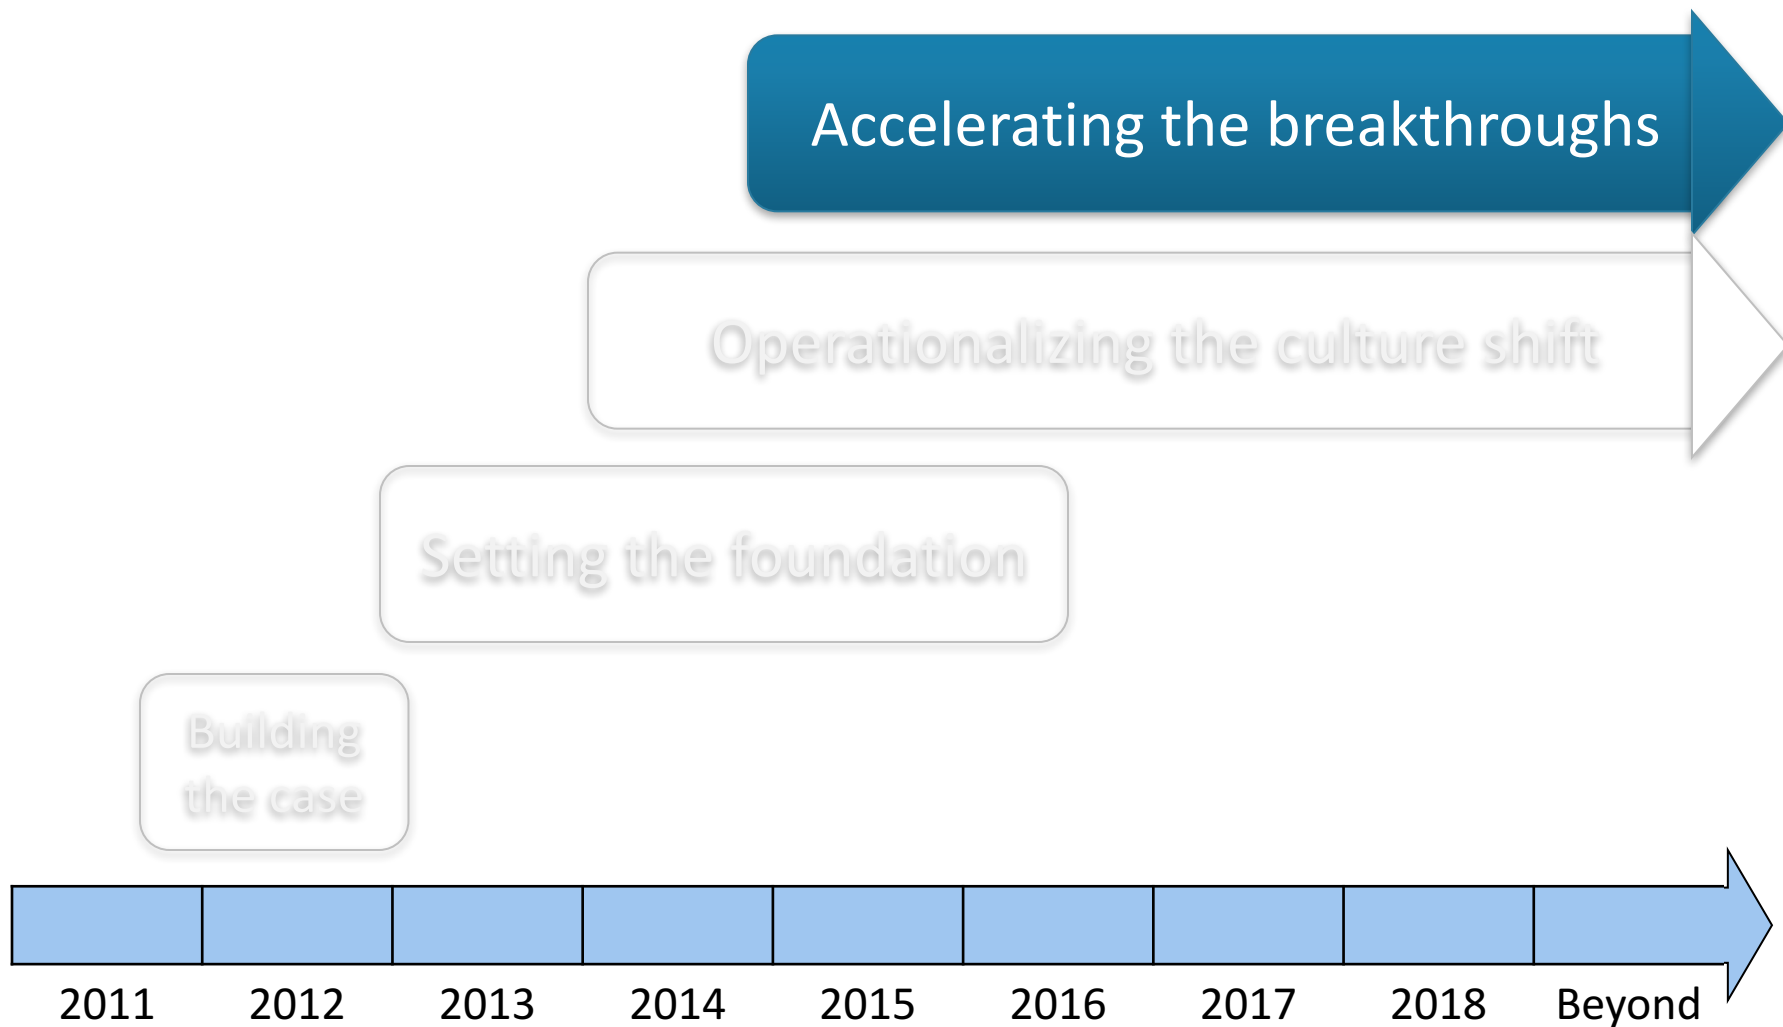 Accelerating the breakthroughs
Operationalizing the culture shift
Setting the foundation
Building
the case
2011 2012 2013 2014 2015 2016 2017 2018 Beyond